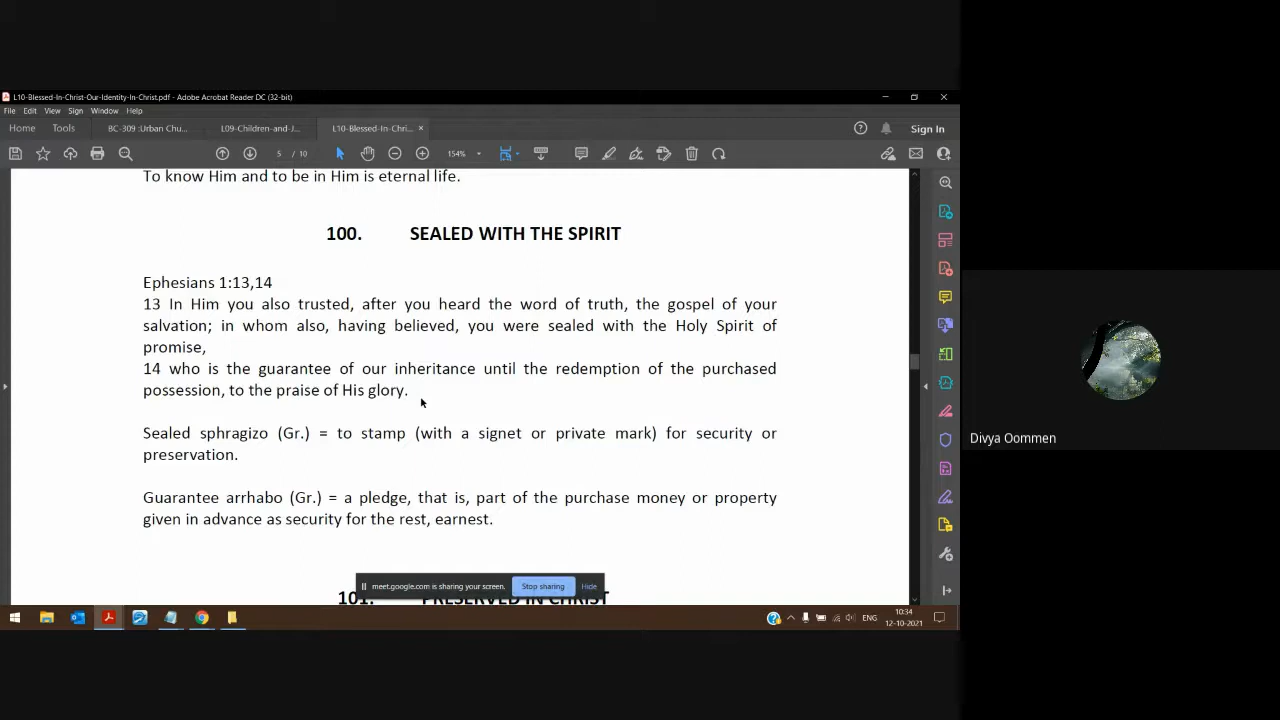 L10-Blessed-In-Christ-Our-Identity-In-Christ.pdf - Adobe Acrobat Reader DC (32-bit)
File Edit View Sign Window Help
Home Tools BC-309 :Urban Chu... L09-Children-and-J... L10-Blessed-In-Chri... × Sign In
5 / 10 154%
To know Him and to be in Him is eternal life.
100. SEALED WITH THE SPIRIT
Ephesians 1:13,14
13 In Him you also trusted, after you heard the word of truth, the gospel of your
salvation; in whom also, having believed, you were sealed with the Holy Spirit of
promise,
14 who is the guarantee of our inheritance until the redemption of the purchased
possession, to the praise of His glory.
Sealed sphragizo (Gr.) = to stamp (with a signet or private mark) for security or
preservation.
Guarantee arrhabo (Gr.) = a pledge, that is, part of the purchase money or property
given in advance as security for the rest, earnest.
meet.google.com is sharing your screen. Stop sharing Hide
101. PRESERVED IN CHRIST
ENG 10:34
12-10-2021
Divya Oommen